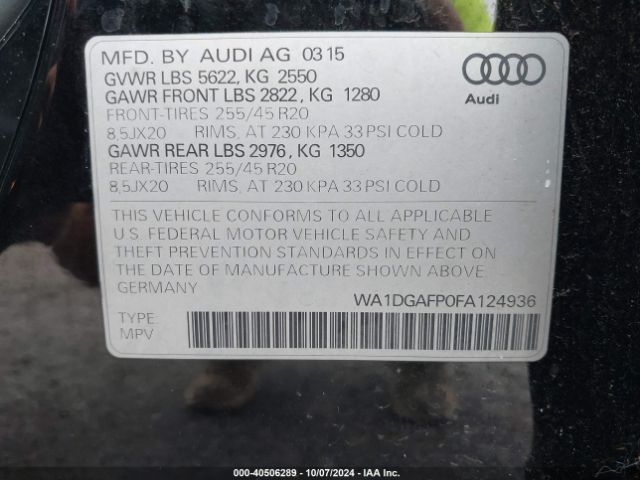 MFD. BY AUDI AG 03 15
GVWR LBS 5622, KG 2550
GAWR FRONT LBS 2822, KG 1280
FRONT-TIRES 255/45 R20
8,5JX20 RIMS, AT 230 KPA 33 PSI COLD
GAWR REAR LBS 2976, KG 1350
REAR-TIRES 255/45 R20
8,5JX20 RIMS, AT 230 KPA 33 PSI COLD
Audi
THIS VEHICLE CONFORMS TO ALL APPLICABLE
U.S. FEDERAL MOTOR VEHICLE SAFETY AND
THEFT PREVENTION STANDARDS IN EFFECT ON
THE DATE OF MANUFACTURE SHOWN ABOVE
GERMANY
WA1DGAFP0FA124936
TYPE:
MPV
000-40506289 - 10/07/2024 - IAA Inc.